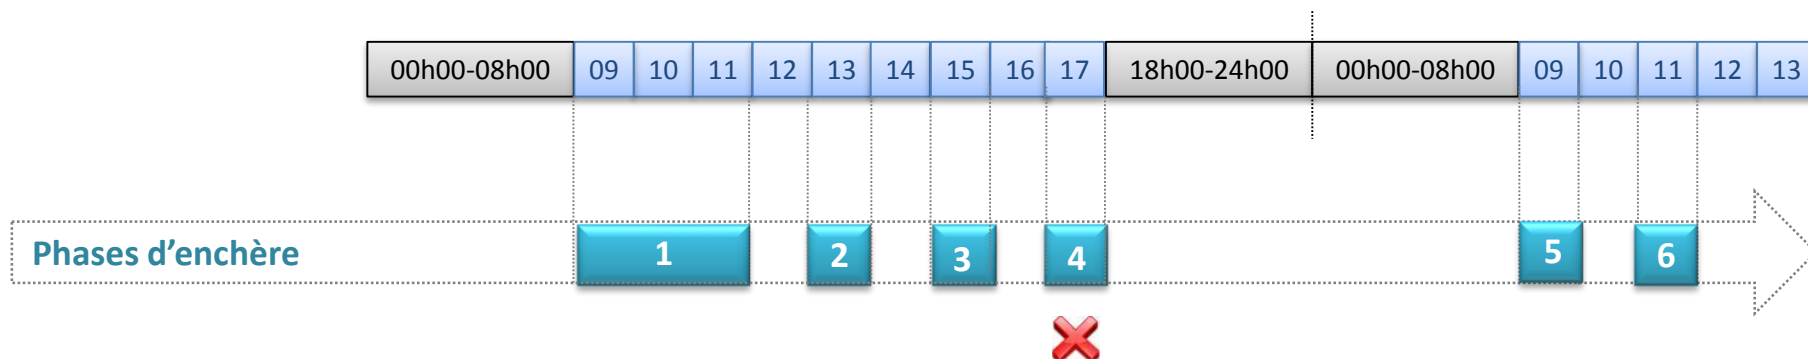 00h00-08h00 09 10 11 12 13 14 15 16 17 18h00-24h00 00h00-08h00 09 10 11 12 13
Phases d’enchère 1 2 3 4 5 6